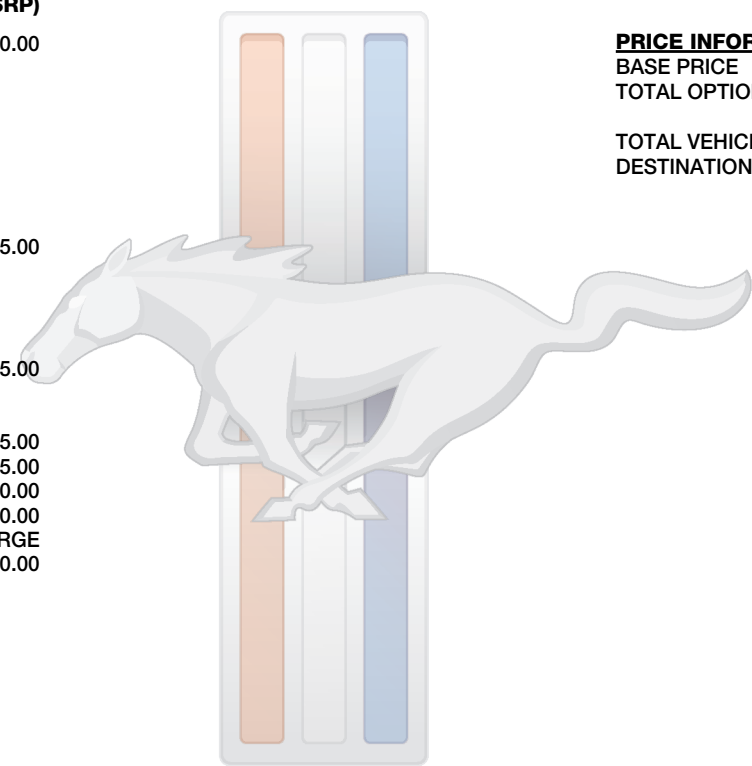 SRP)
0.00
5.00
5.00
5.00
5.00
0.00
0.00
RGE
0.00
PRICE INFOR
BASE PRICE
TOTAL OPTIO
TOTAL VEHIC
DESTINATION